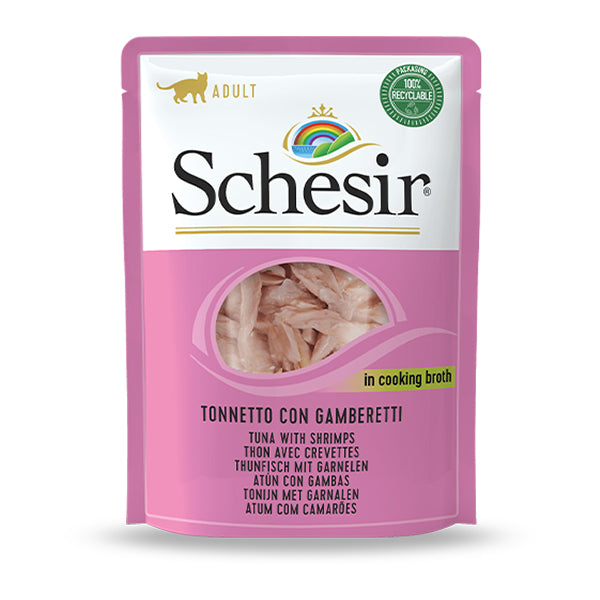 ADULT
PACKAGING
100%
RECYCLABLE
Schesir®
in cooking broth
TONNETTO CON GAMBERETTI
TUNA WITH SHRIMPS
THON AVEC CREVETTES
THUNFISCH MIT GARNELEN
ATÚN CON GAMBAS
TONIJN MET GARNALEN
ATUM COM CAMARÕES